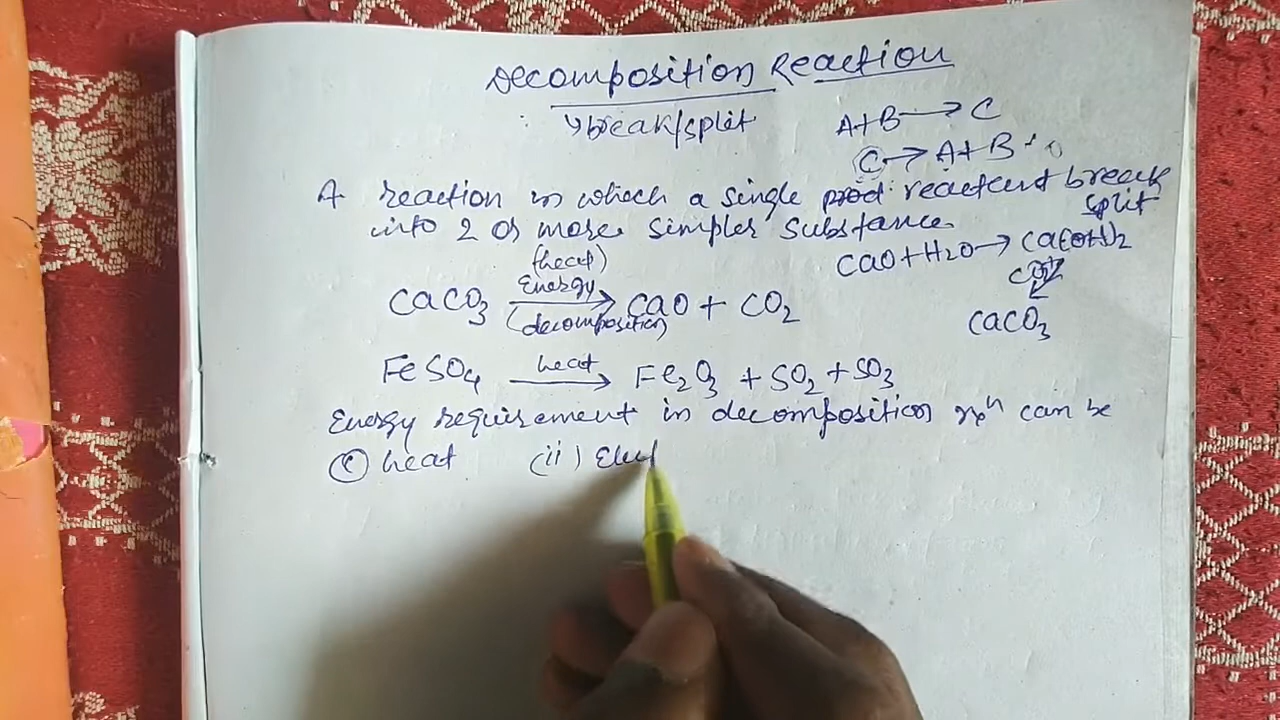 Decomposition Reaction
↳break/split
A+B → C
C → A+B
A reaction in which a single prod: reactent break
split
into 2 or more simpler substance.
CaO+H2O → Ca(OH)2
CaCO3
(heat)
Energy
CaCO3 → CaO + CO2
(decomposition)
heat
FeSO4 → Fe2O3 + SO2 + SO3
Energy requirement in decomposition rxn can be
heat (ii) Elec